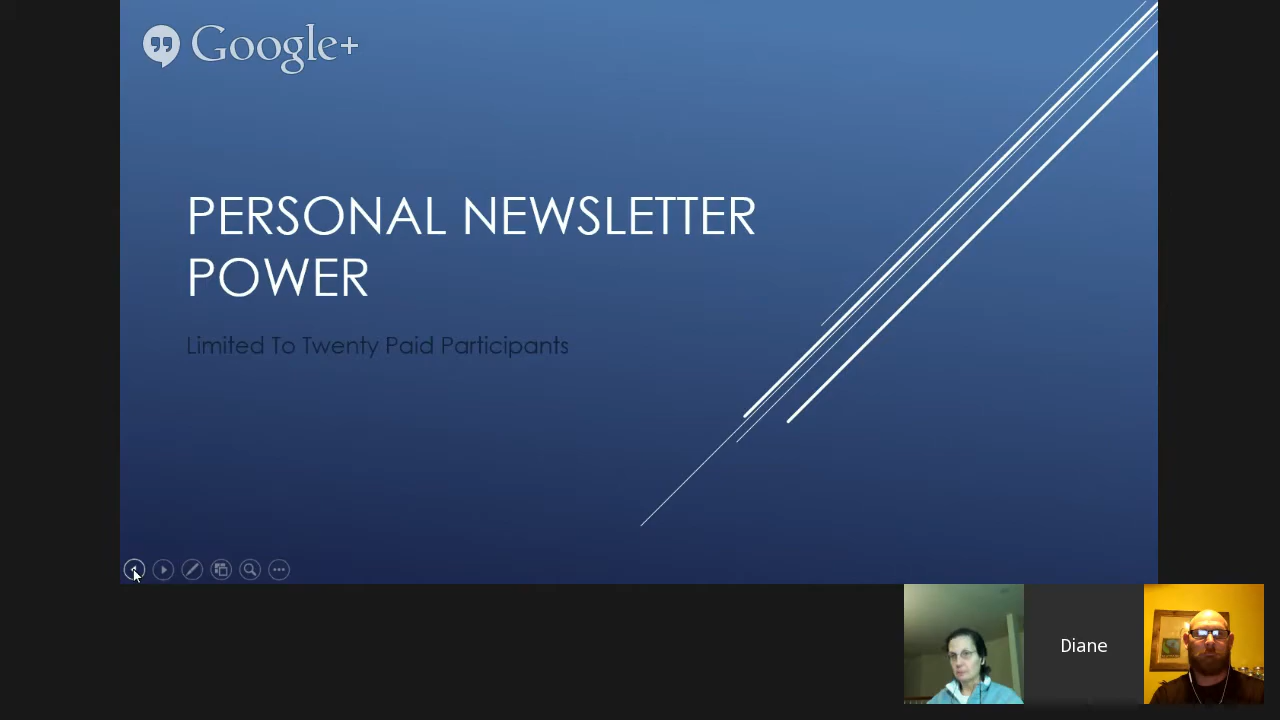 Google+
PERSONAL NEWSLETTER
POWER
Limited To Twenty Paid Participants
Diane